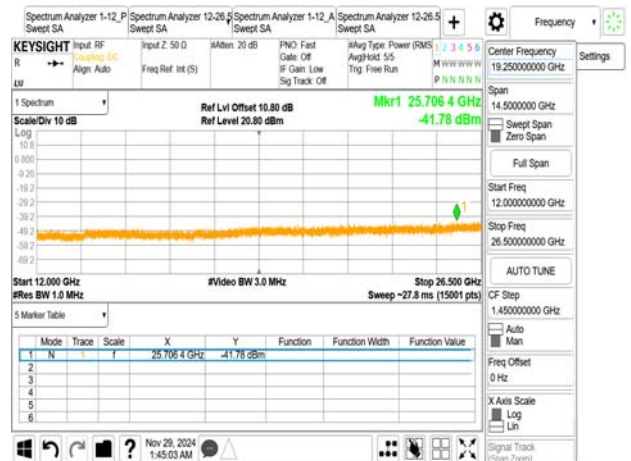 Spectrum Analyzer 1-12_P Spectrum Analyzer 12-26.5 Spectrum Analyzer 1-12_A Spectrum Analyzer 12-26.5
Swept SA Swept SA Swept SA Swept SA
+
Frequency
Settings
KEYSIGHT Input: RF Input Z: 50 Ω #Atten: 20 dB PNO: Fast #Avg Type: Power (RMS 1 2 3 4 5 6
R Coupling: DC Gate: Off Avg|Hold: 5/5 M W W W W W
Align: Auto Freq Ref: Int (S) IF Gain: Low Trig: Free Run
Sig Track: Off P N N N N N
LXI
1 Spectrum
Scale/Div 10 dB
Ref Lvl Offset 10.80 dB
Ref Level 20.80 dBm
Mkr1 25.706 4 GHz
-41.78 dBm
Log
10.8
0.800
-9.20
-19.2
-29.2
-39.2
-49.2
-59.2
-69.2
1
Start 12.000 GHz #Video BW 3.0 MHz Stop 26.500 GHz
#Res BW 1.0 MHz Sweep ~27.8 ms (15001 pts)
5 Marker Table
Mode Trace Scale X Y Function Function Width Function Value
1 N 1 f 25.706 4 GHz -41.78 dBm
2
3
4
5
6
Center Frequency
19.250000000 GHz
Span
14.5000000 GHz
Swept Span
Zero Span
Full Span
Start Freq
12.000000000 GHz
Stop Freq
26.500000000 GHz
AUTO TUNE
CF Step
1.450000000 GHz
Auto
Man
Freq Offset
0 Hz
X Axis Scale
Log
Lin
Signal Track
(Span Zoom)
?
Nov 29, 2024
1:45:03 AM